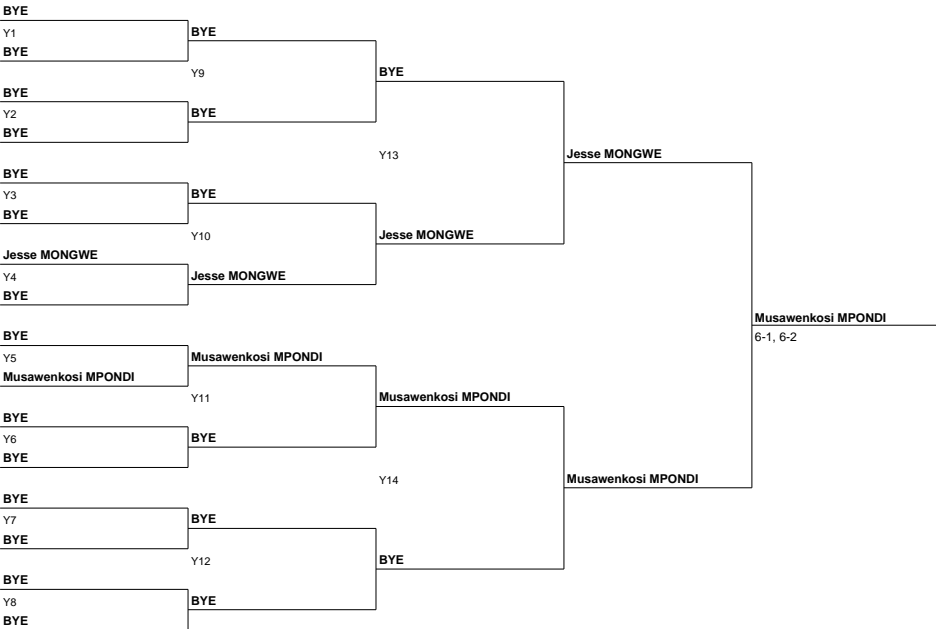 BYE
Y1
BYE
BYE
Y9
BYE
BYE
Y2
BYE
BYE
Y13
Jesse MONGWE
BYE
Y3
BYE
BYE
Y10
Jesse MONGWE
Jesse MONGWE
Y4
Jesse MONGWE
BYE
Musawenkosi MPONDI
6-1, 6-2
BYE
Y5
Musawenkosi MPONDI
Musawenkosi MPONDI
Y11
Musawenkosi MPONDI
BYE
Y6
BYE
BYE
Y14
Musawenkosi MPONDI
BYE
Y7
BYE
BYE
Y12
BYE
BYE
Y8
BYE
BYE